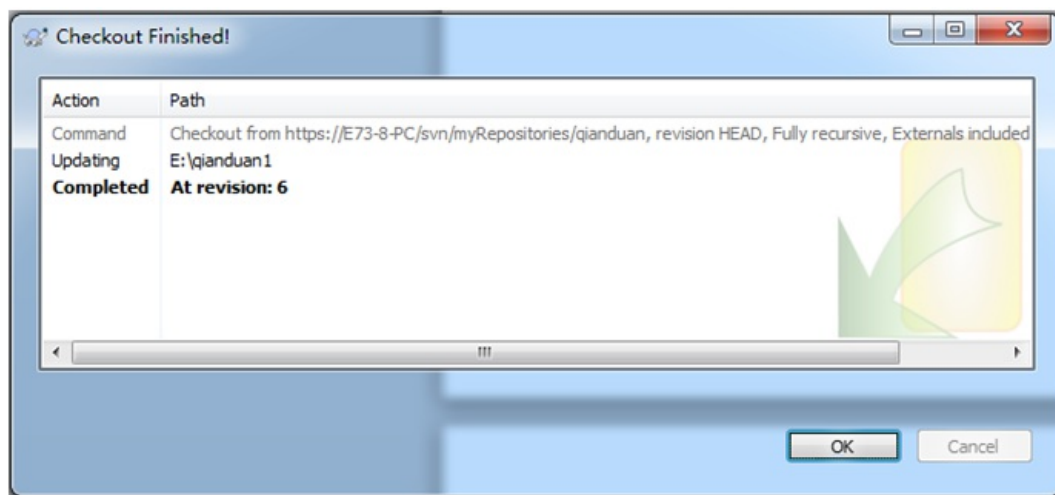 Checkout Finished!
Action Path
Command Checkout from https://E73-8-PC/svn/myRepositories/qianduan, revision HEAD, Fully recursive, Externals included
Updating E:\qianduan1
Completed At revision: 6
OK Cancel